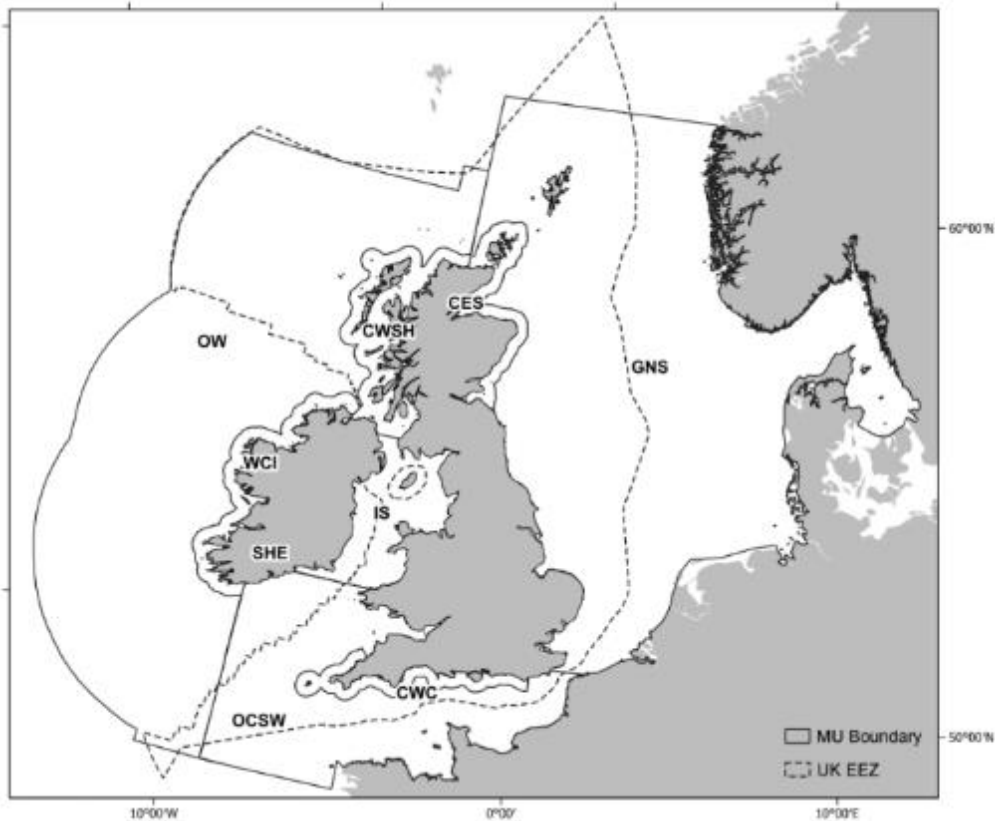 60°00'N
CES
CWSH
OW
GNS
WCI
IS
SHE
CWC
OCSW
MU Boundary
50°00'N
UK EEZ
10°00'W
0°00'
10°00'E